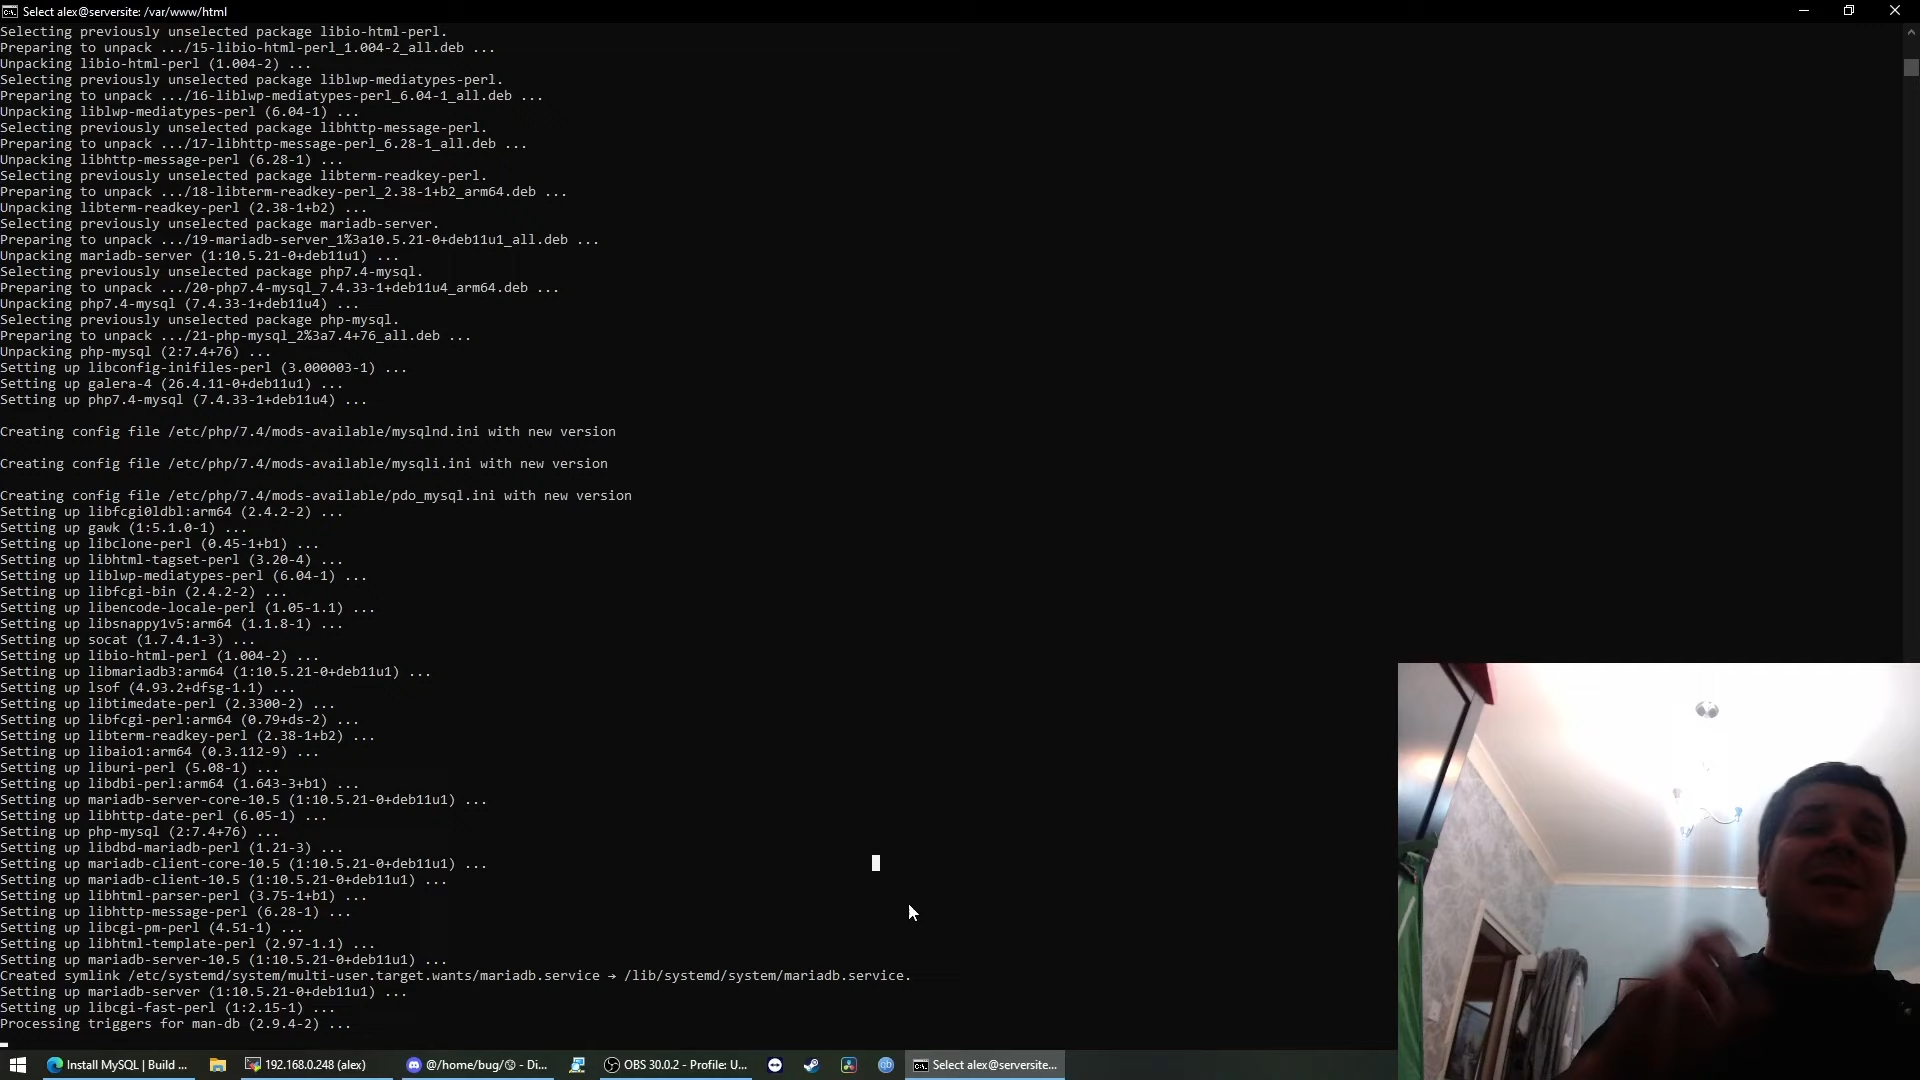 Select alex@serversite: /var/www/html
Selecting previously unselected package libio-html-perl.
Preparing to unpack .../15-libio-html-perl_1.004-2_all.deb ...
Unpacking libio-html-perl (1.004-2) ...
Selecting previously unselected package liblwp-mediatypes-perl.
Preparing to unpack .../16-liblwp-mediatypes-perl_6.04-1_all.deb ...
Unpacking liblwp-mediatypes-perl (6.04-1) ...
Selecting previously unselected package libhttp-message-perl.
Preparing to unpack .../17-libhttp-message-perl_6.28-1_all.deb ...
Unpacking libhttp-message-perl (6.28-1) ...
Selecting previously unselected package libterm-readkey-perl.
Preparing to unpack .../18-libterm-readkey-perl_2.38-1+b2_arm64.deb ...
Unpacking libterm-readkey-perl (2.38-1+b2) ...
Selecting previously unselected package mariadb-server.
Preparing to unpack .../19-mariadb-server_1%3a10.5.21-0+deb11u1_all.deb ...
Unpacking mariadb-server (1:10.5.21-0+deb11u1) ...
Selecting previously unselected package php7.4-mysql.
Preparing to unpack .../20-php7.4-mysql_7.4.33-1+deb11u4_arm64.deb ...
Unpacking php7.4-mysql (7.4.33-1+deb11u4) ...
Selecting previously unselected package php-mysql.
Preparing to unpack .../21-php-mysql_2%3a7.4+76_all.deb ...
Unpacking php-mysql (2:7.4+76) ...
Setting up libconfig-inifiles-perl (3.000003-1) ...
Setting up galera-4 (26.4.11-0+deb11u1) ...
Setting up php7.4-mysql (7.4.33-1+deb11u4) ...
Creating config file /etc/php/7.4/mods-available/mysqlnd.ini with new version
Creating config file /etc/php/7.4/mods-available/mysqli.ini with new version
Creating config file /etc/php/7.4/mods-available/pdo_mysql.ini with new version
Setting up libfcgi0ldbl:arm64 (2.4.2-2) ...
Setting up gawk (1:5.1.0-1) ...
Setting up libclone-perl (0.45-1+b1) ...
Setting up libhtml-tagset-perl (3.20-4) ...
Setting up liblwp-mediatypes-perl (6.04-1) ...
Setting up libfcgi-bin (2.4.2-2) ...
Setting up libencode-locale-perl (1.05-1.1) ...
Setting up libsnappy1v5:arm64 (1.1.8-1) ...
Setting up socat (1.7.4.1-3) ...
Setting up libio-html-perl (1.004-2) ...
Setting up libmariadb3:arm64 (1:10.5.21-0+deb11u1) ...
Setting up lsof (4.93.2+dfsg-1.1) ...
Setting up libtimedate-perl (2.3300-2) ...
Setting up libfcgi-perl:arm64 (0.79+ds-2) ...
Setting up libterm-readkey-perl (2.38-1+b2) ...
Setting up libaio1:arm64 (0.3.112-9) ...
Setting up liburi-perl (5.08-1) ...
Setting up libdbi-perl:arm64 (1.643-3+b1) ...
Setting up mariadb-server-core-10.5 (1:10.5.21-0+deb11u1) ...
Setting up libhttp-date-perl (6.05-1) ...
Setting up php-mysql (2:7.4+76) ...
Setting up libdbd-mariadb-perl (1.21-3) ...
Setting up mariadb-client-core-10.5 (1:10.5.21-0+deb11u1) ...
Setting up mariadb-client-10.5 (1:10.5.21-0+deb11u1) ...
Setting up libhtml-parser-perl (3.75-1+b1) ...
Setting up libhttp-message-perl (6.28-1) ...
Setting up libcgi-pm-perl (4.51-1) ...
Setting up libhtml-template-perl (2.97-1.1) ...
Setting up mariadb-server-10.5 (1:10.5.21-0+deb11u1) ...
Created symlink /etc/systemd/system/multi-user.target.wants/mariadb.service → /lib/systemd/system/mariadb.service.
Setting up mariadb-server (1:10.5.21-0+deb11u1) ...
Setting up libcgi-fast-perl (1:2.15-1) ...
Processing triggers for man-db (2.9.4-2) ...
Install MySQL | Build ... 192.168.0.248 (alex) @/home/bug/ - Di... OBS 30.0.2 - Profile: U... qb Select alex@serversite...